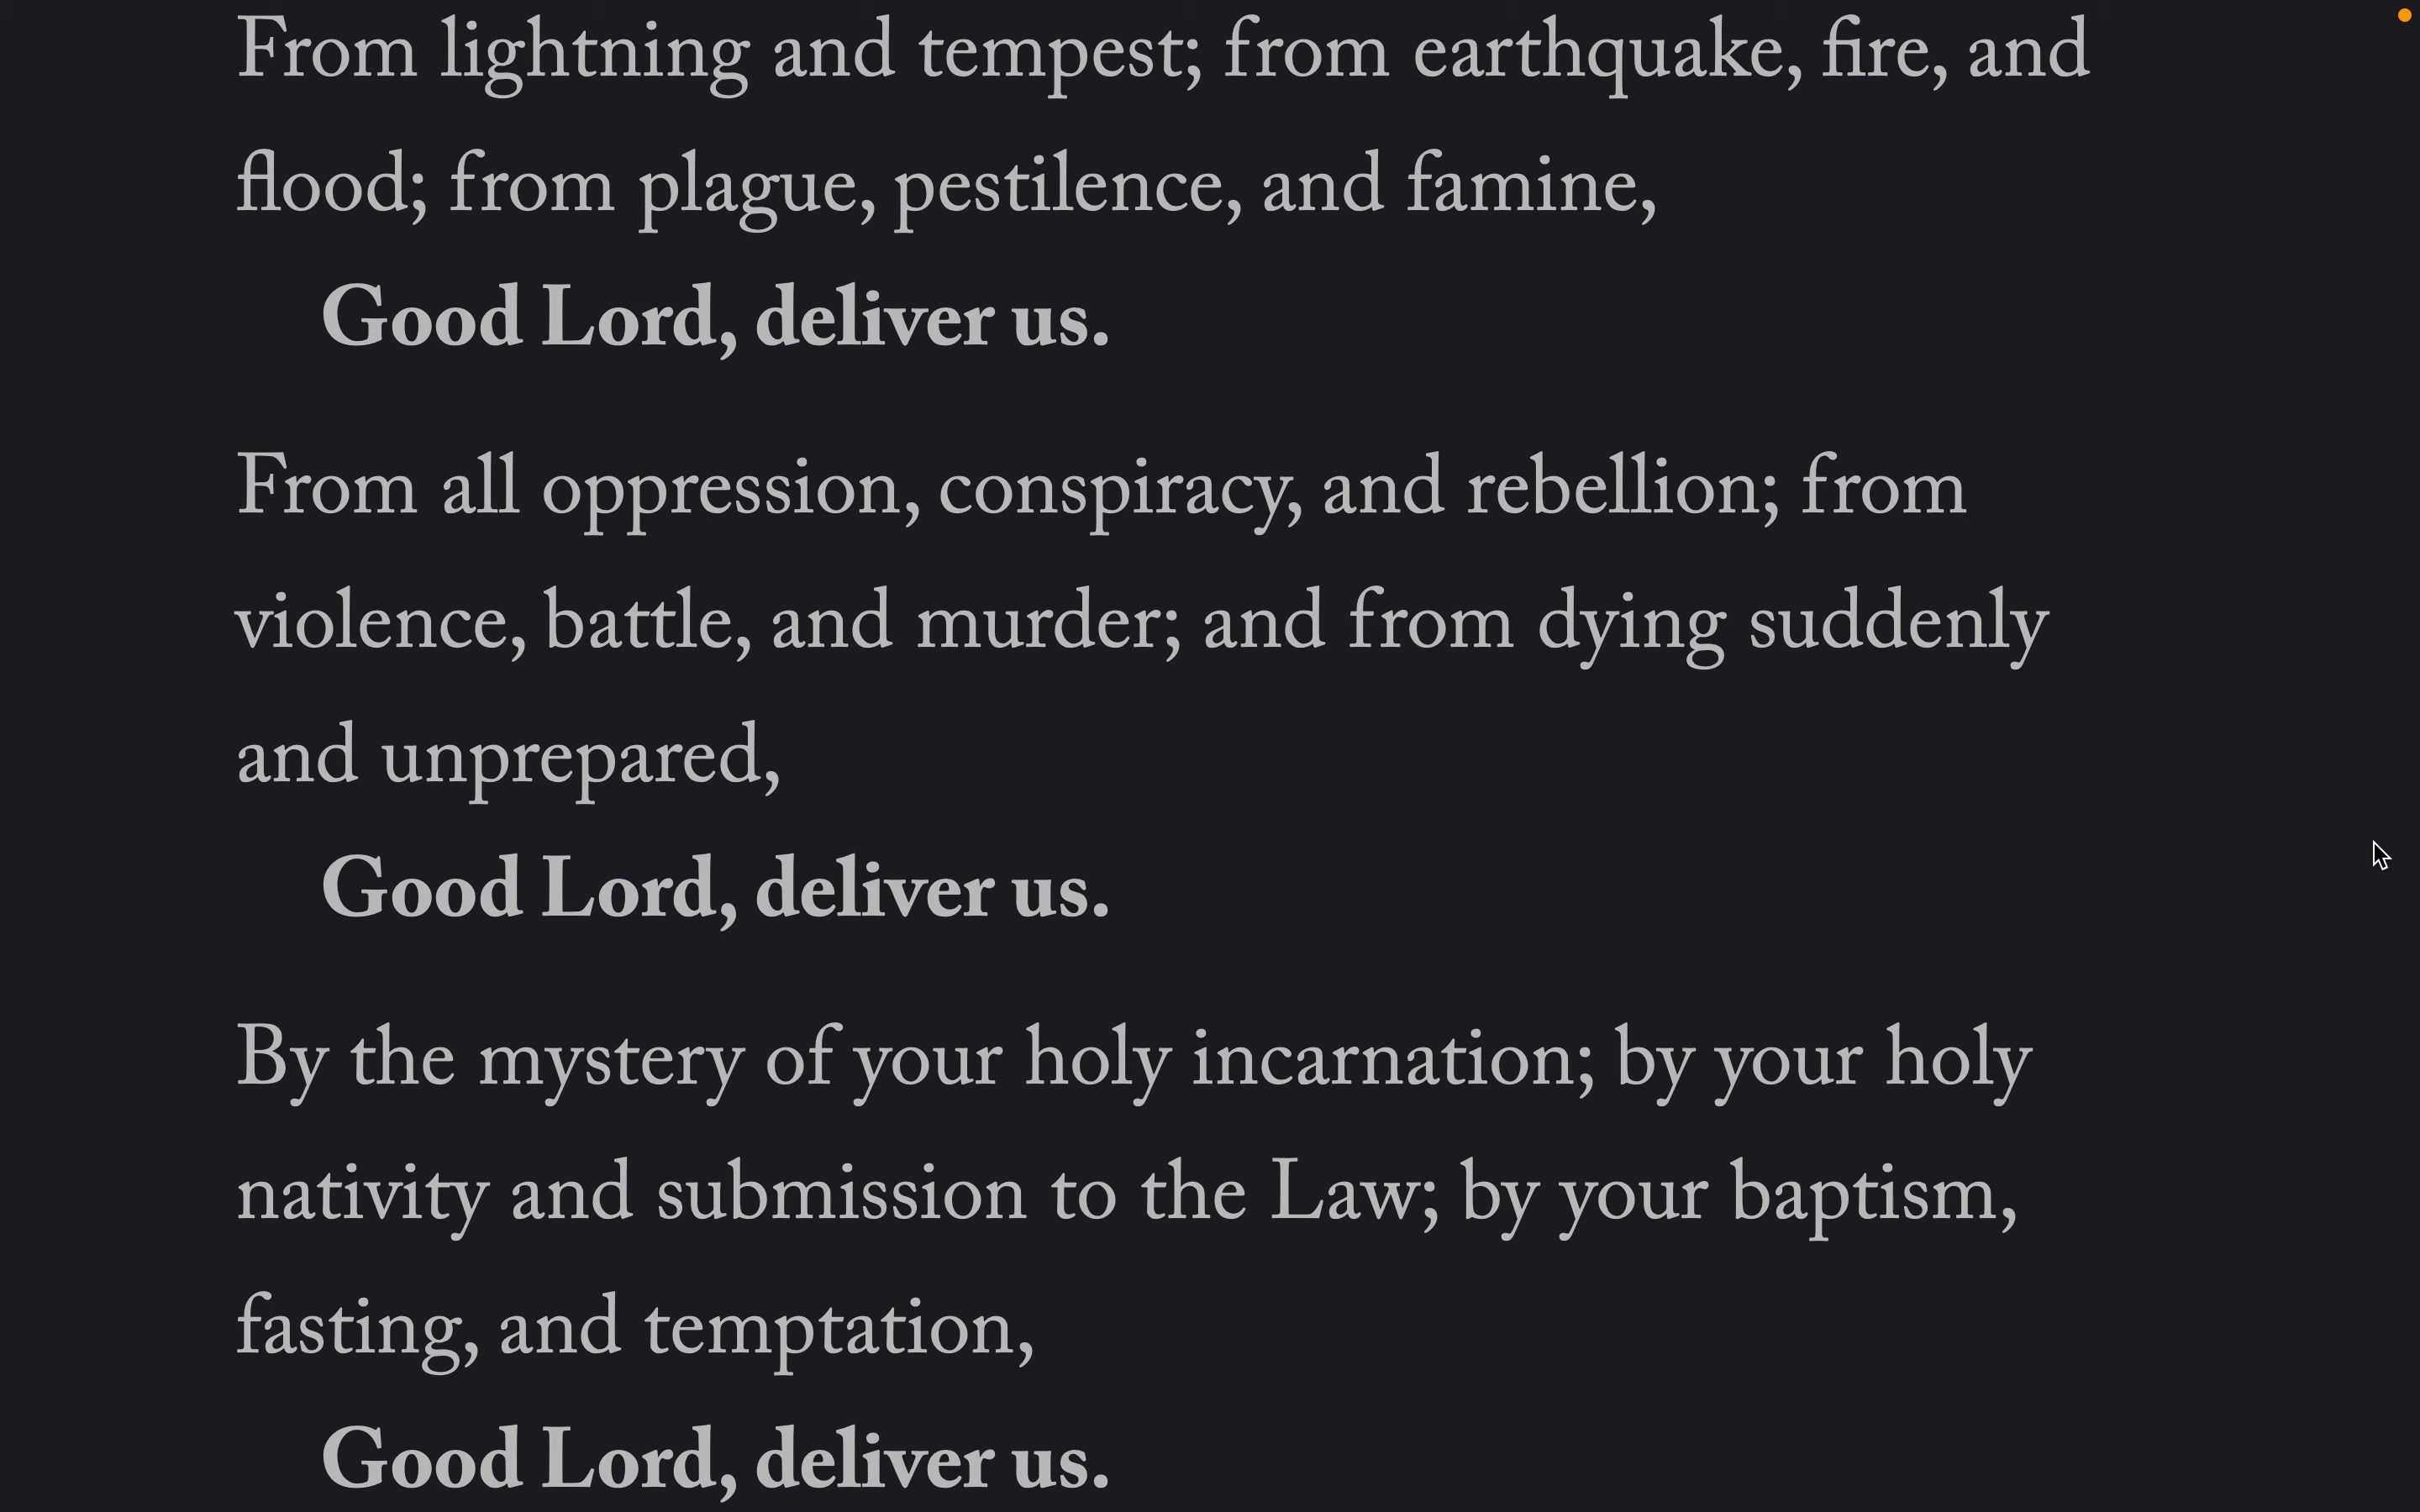 From lightning and tempest; from earthquake, fire, and
flood; from plague, pestilence, and famine,
Good Lord, deliver us.
From all oppression, conspiracy, and rebellion; from
violence, battle, and murder; and from dying suddenly
and unprepared,
Good Lord, deliver us.
By the mystery of your holy incarnation; by your holy
nativity and submission to the Law; by your baptism,
fasting, and temptation,
Good Lord, deliver us.